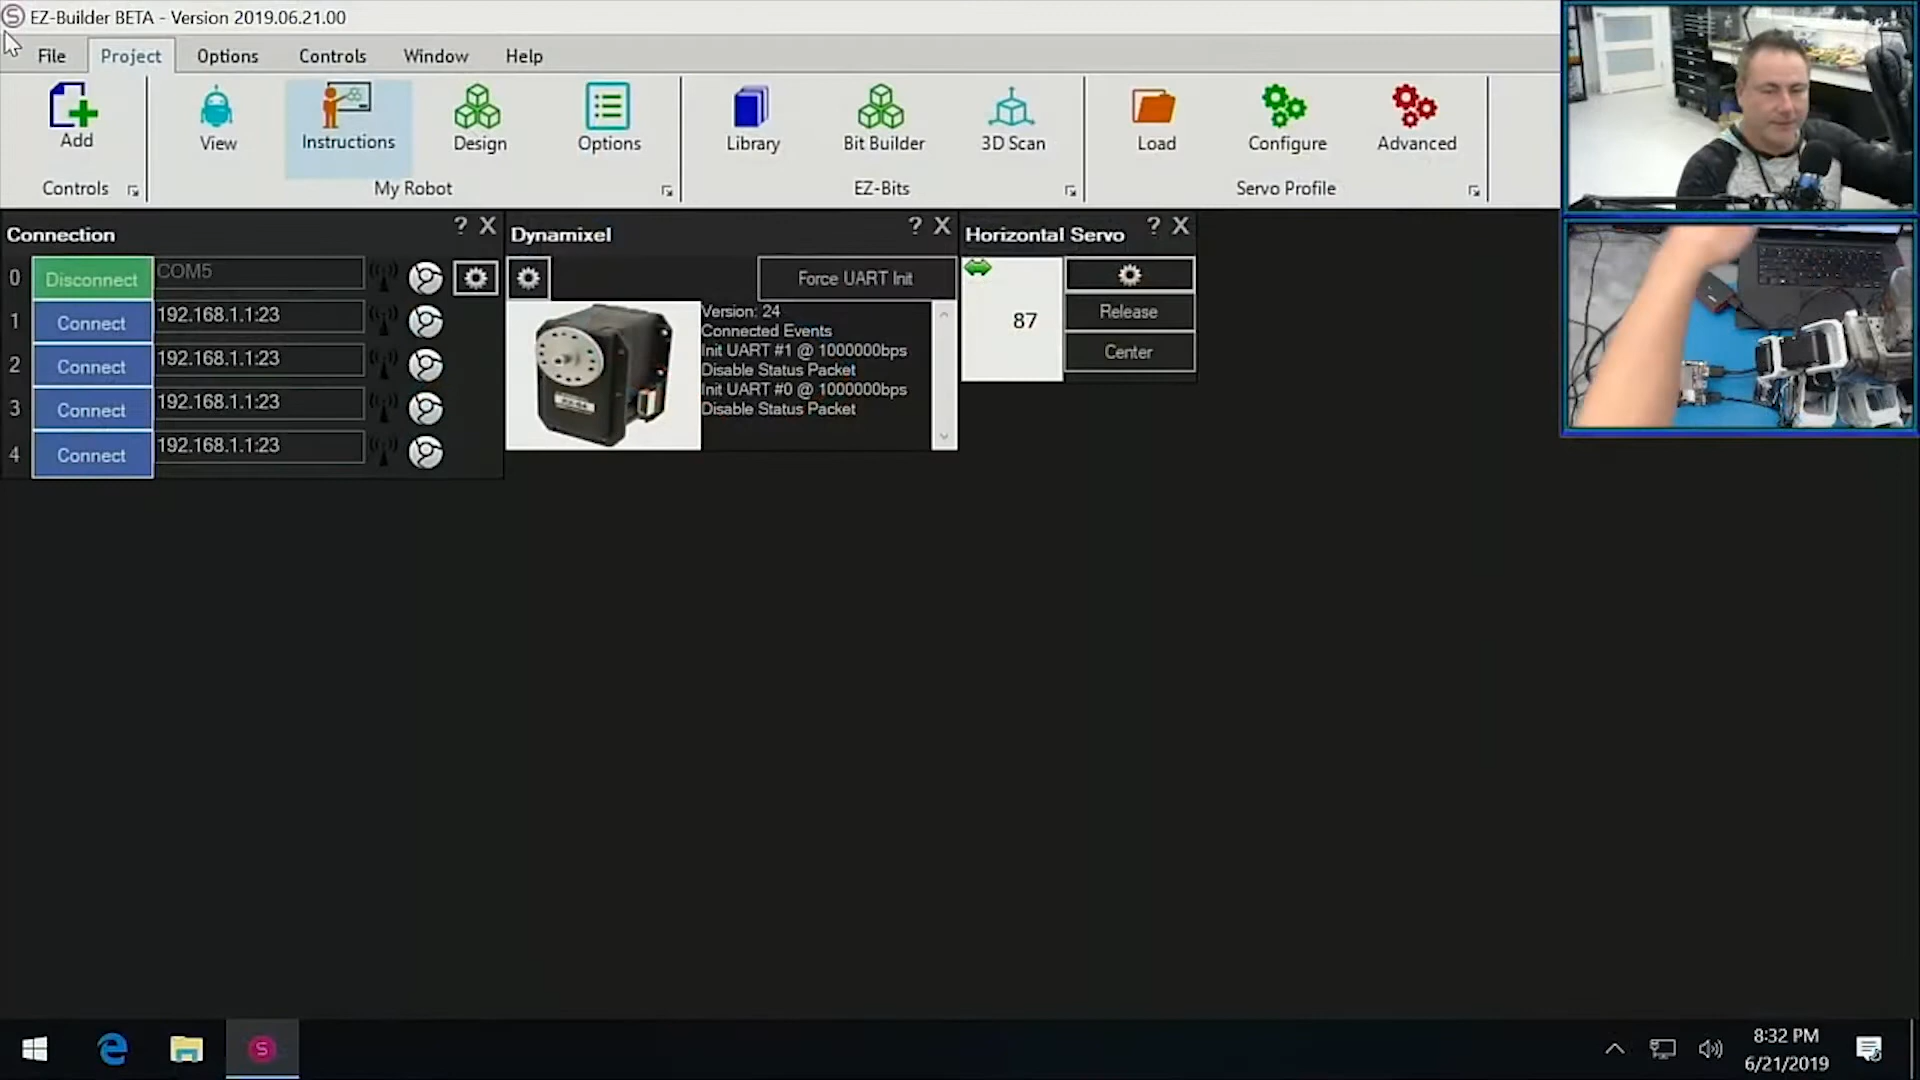 EZ-Builder BETA - Version 2019.06.21.00
File Project Options Controls Window Help
Add View Instructions Design Options Library Bit Builder 3D Scan Load Configure Advanced
Controls My Robot EZ-Bits Servo Profile
Connection ? X
0 Disconnect COM5
1 Connect 192.168.1.1:23
2 Connect 192.168.1.1:23
3 Connect 192.168.1.1:23
4 Connect 192.168.1.1:23
Dynamixel ? X
Force UART Init
Version: 24
Connected Events
Init UART #1 @ 1000000bps
Disable Status Packet
Init UART #0 @ 1000000bps
Disable Status Packet
Horizontal Servo ? X
87
Release
Center
8:32 PM
6/21/2019